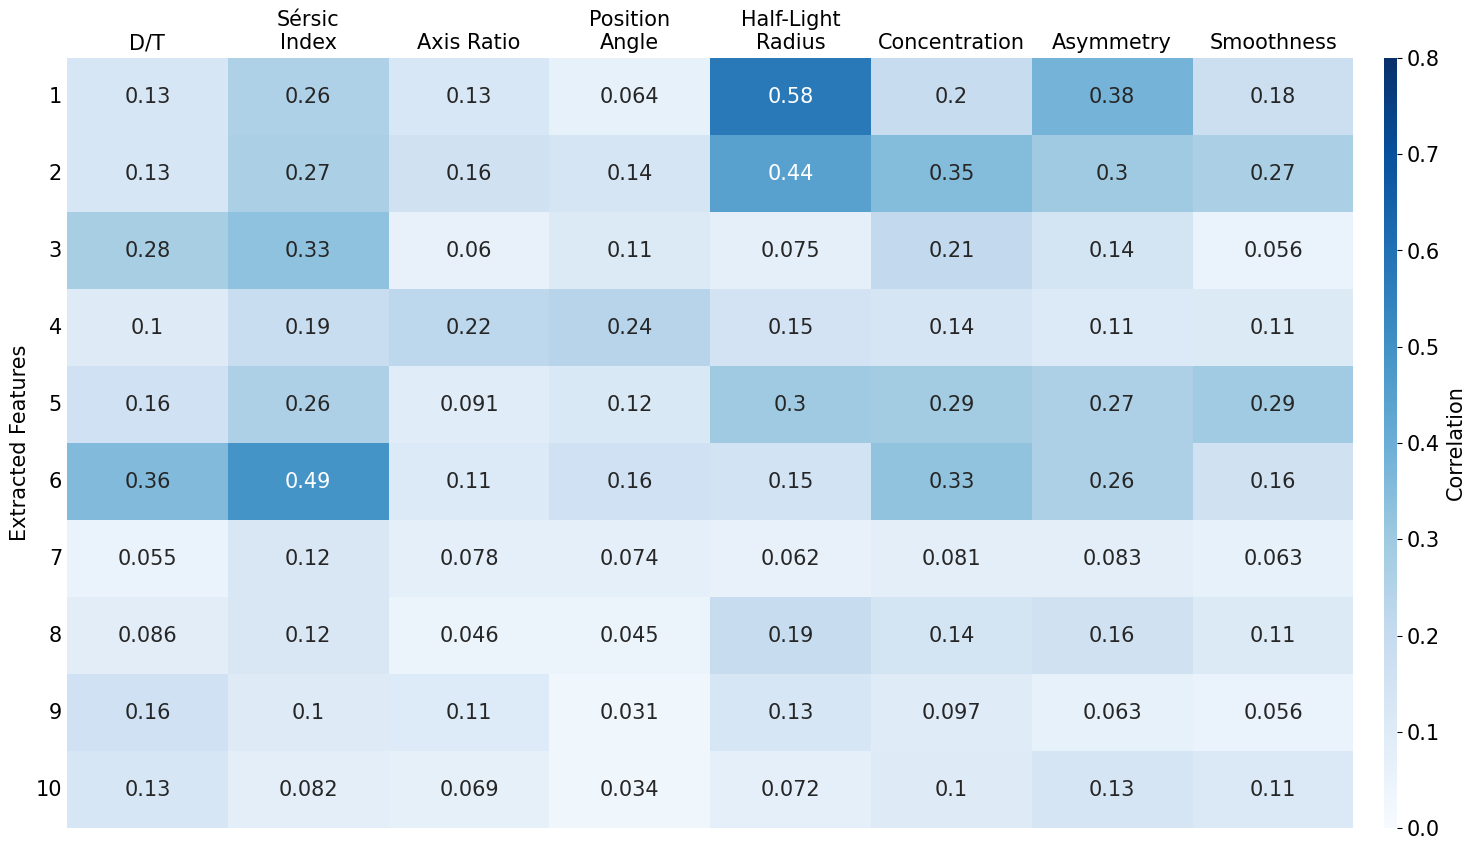 Sérsic
Index
Position
Angle
Half-Light
Radius
D/T
Axis Ratio
Concentration
Asymmetry
Smoothness
1 0.13 0.26 0.13 0.064 0.58 0.2 0.38 0.18
2 0.13 0.27 0.16 0.14 0.44 0.35 0.3 0.27
3 0.28 0.33 0.06 0.11 0.075 0.21 0.14 0.056
4 0.1 0.19 0.22 0.24 0.15 0.14 0.11 0.11
5 0.16 0.26 0.091 0.12 0.3 0.29 0.27 0.29
6 0.36 0.49 0.11 0.16 0.15 0.33 0.26 0.16
7 0.055 0.12 0.078 0.074 0.062 0.081 0.083 0.063
8 0.086 0.12 0.046 0.045 0.19 0.14 0.16 0.11
9 0.16 0.1 0.11 0.031 0.13 0.097 0.063 0.056
10 0.13 0.082 0.069 0.034 0.072 0.1 0.13 0.11
Extracted Features
0.8
0.7
0.6
0.5
0.4
0.3
0.2
0.1
0.0
Correlation